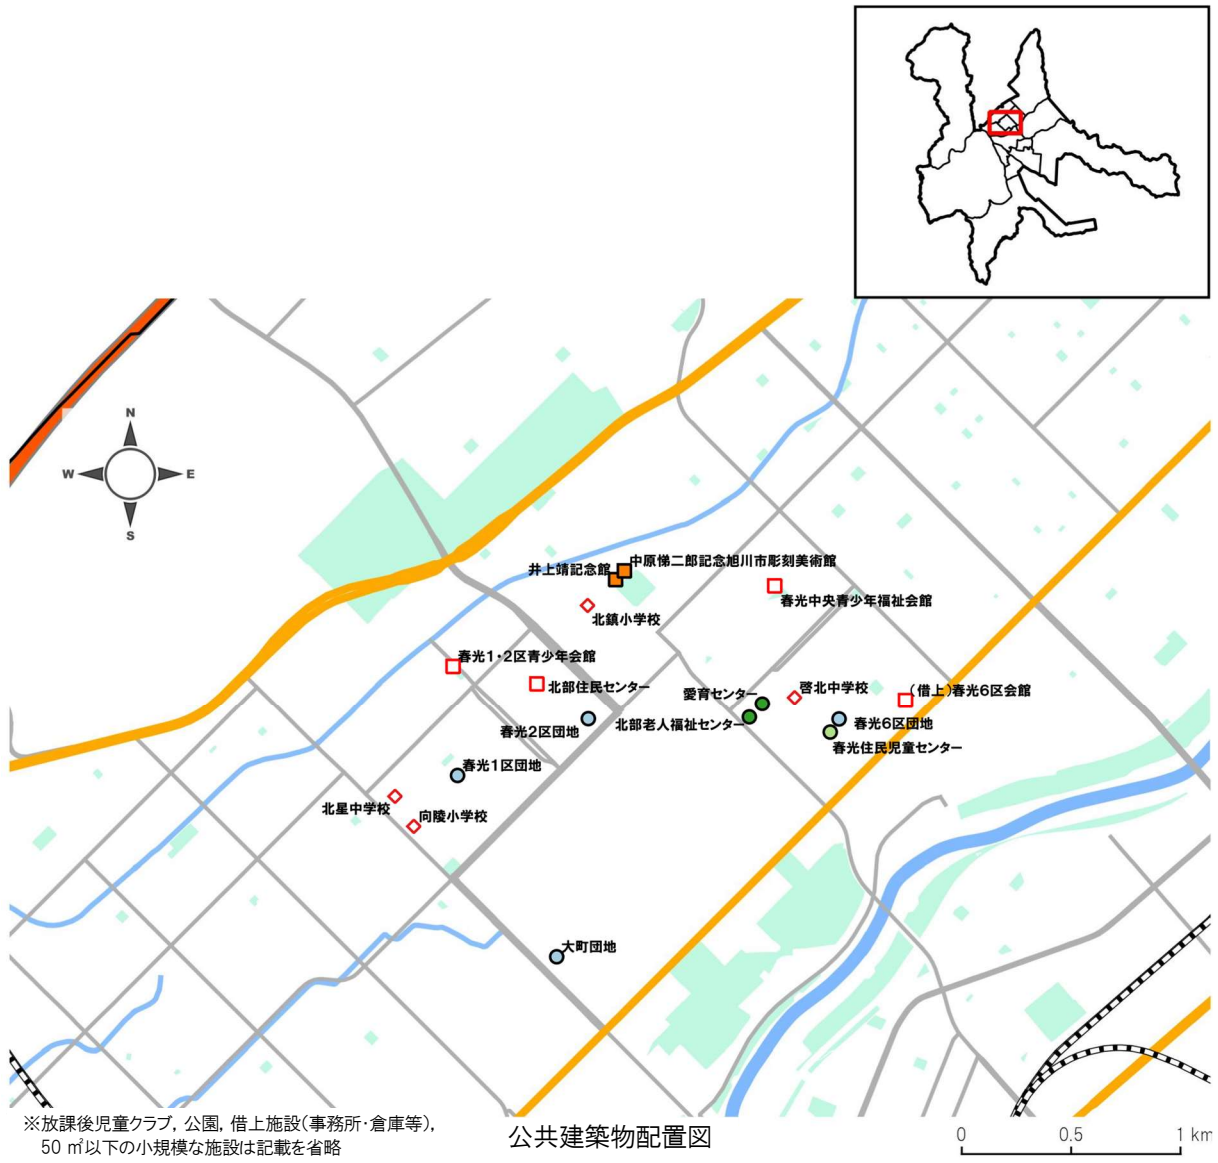 N
W E
S
中原悌二郎記念旭川市彫刻美術館
井上靖記念館
春光中央青少年福祉会館
北鎮小学校
春光1・2区青少年会館
北部住民センター
愛育センター
啓北中学校
(借上)春光6区会館
北部老人福祉センター
春光2区団地
春光6区団地
春光住民児童センター
春光1区団地
北星中学校
向陵小学校
大町団地
※放課後児童クラブ, 公園, 借上施設(事務所・倉庫等),
50 ㎡以下の小規模な施設は記載を省略
公共建築物配置図
0 0.5 1 km